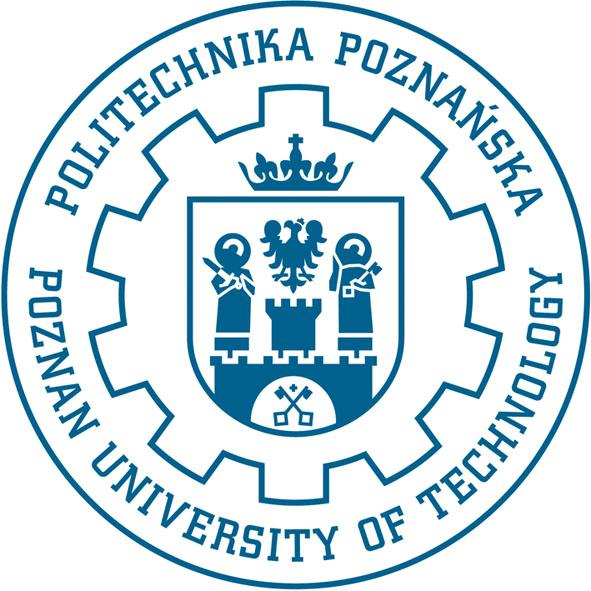 POLITECHNIKA POZNAŃSKA
POZNAN UNIVERSITY OF TECHNOLOGY